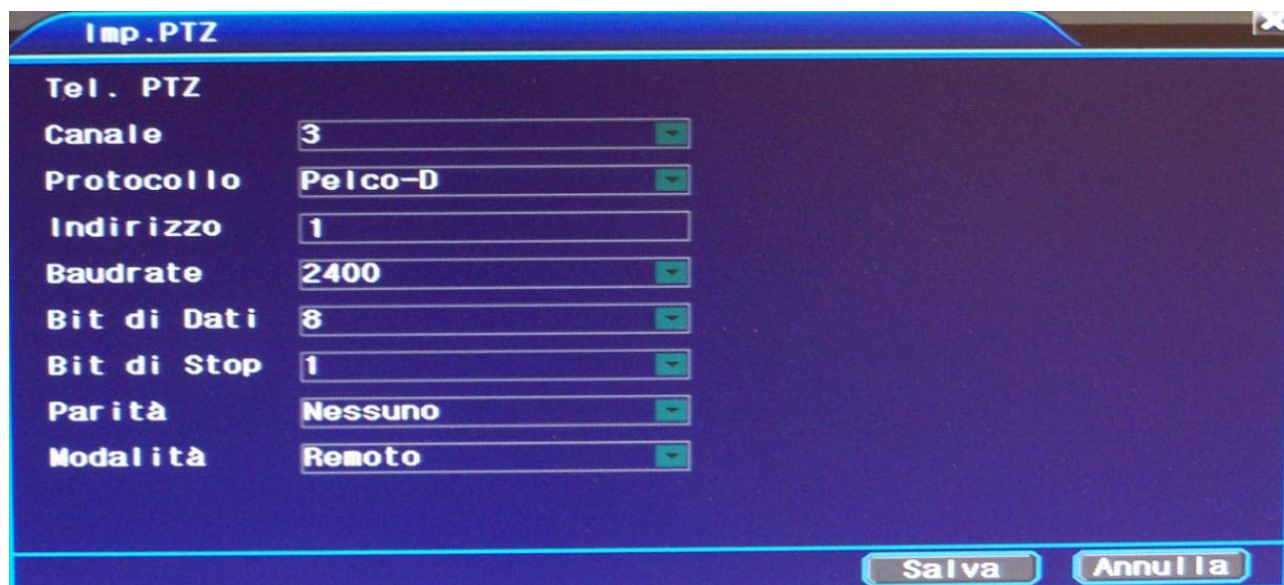 Imp.PTZ
Tel. PTZ
Canale 3
Protocollo Pelco-D
Indirizzo 1
Baudrate 2400
Bit di Dati 8
Bit di Stop 1
Parità Nessuno
Modalità Remoto
Salva Annulla